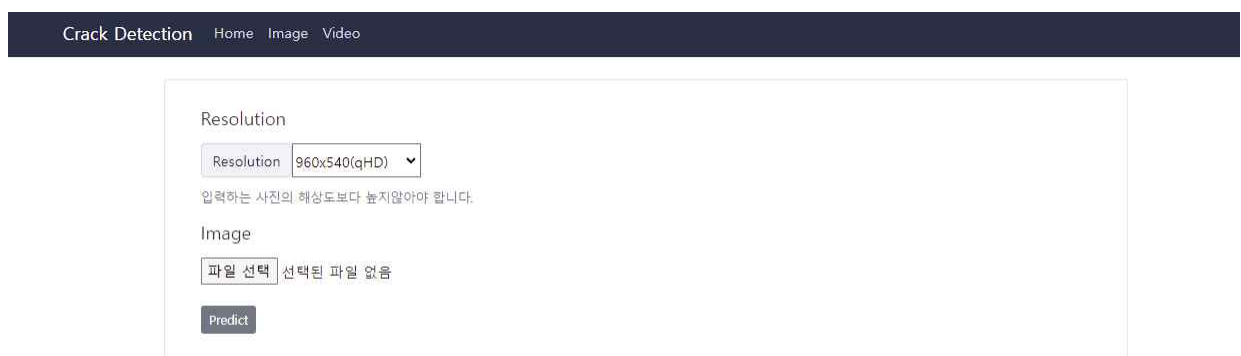 Crack Detection Home Image Video
Resolution
Resolution 960x540(qHD)
입력하는 사진의 해상도보다 높지않아야 합니다.
Image
파일 선택 선택된 파일 없음
Predict